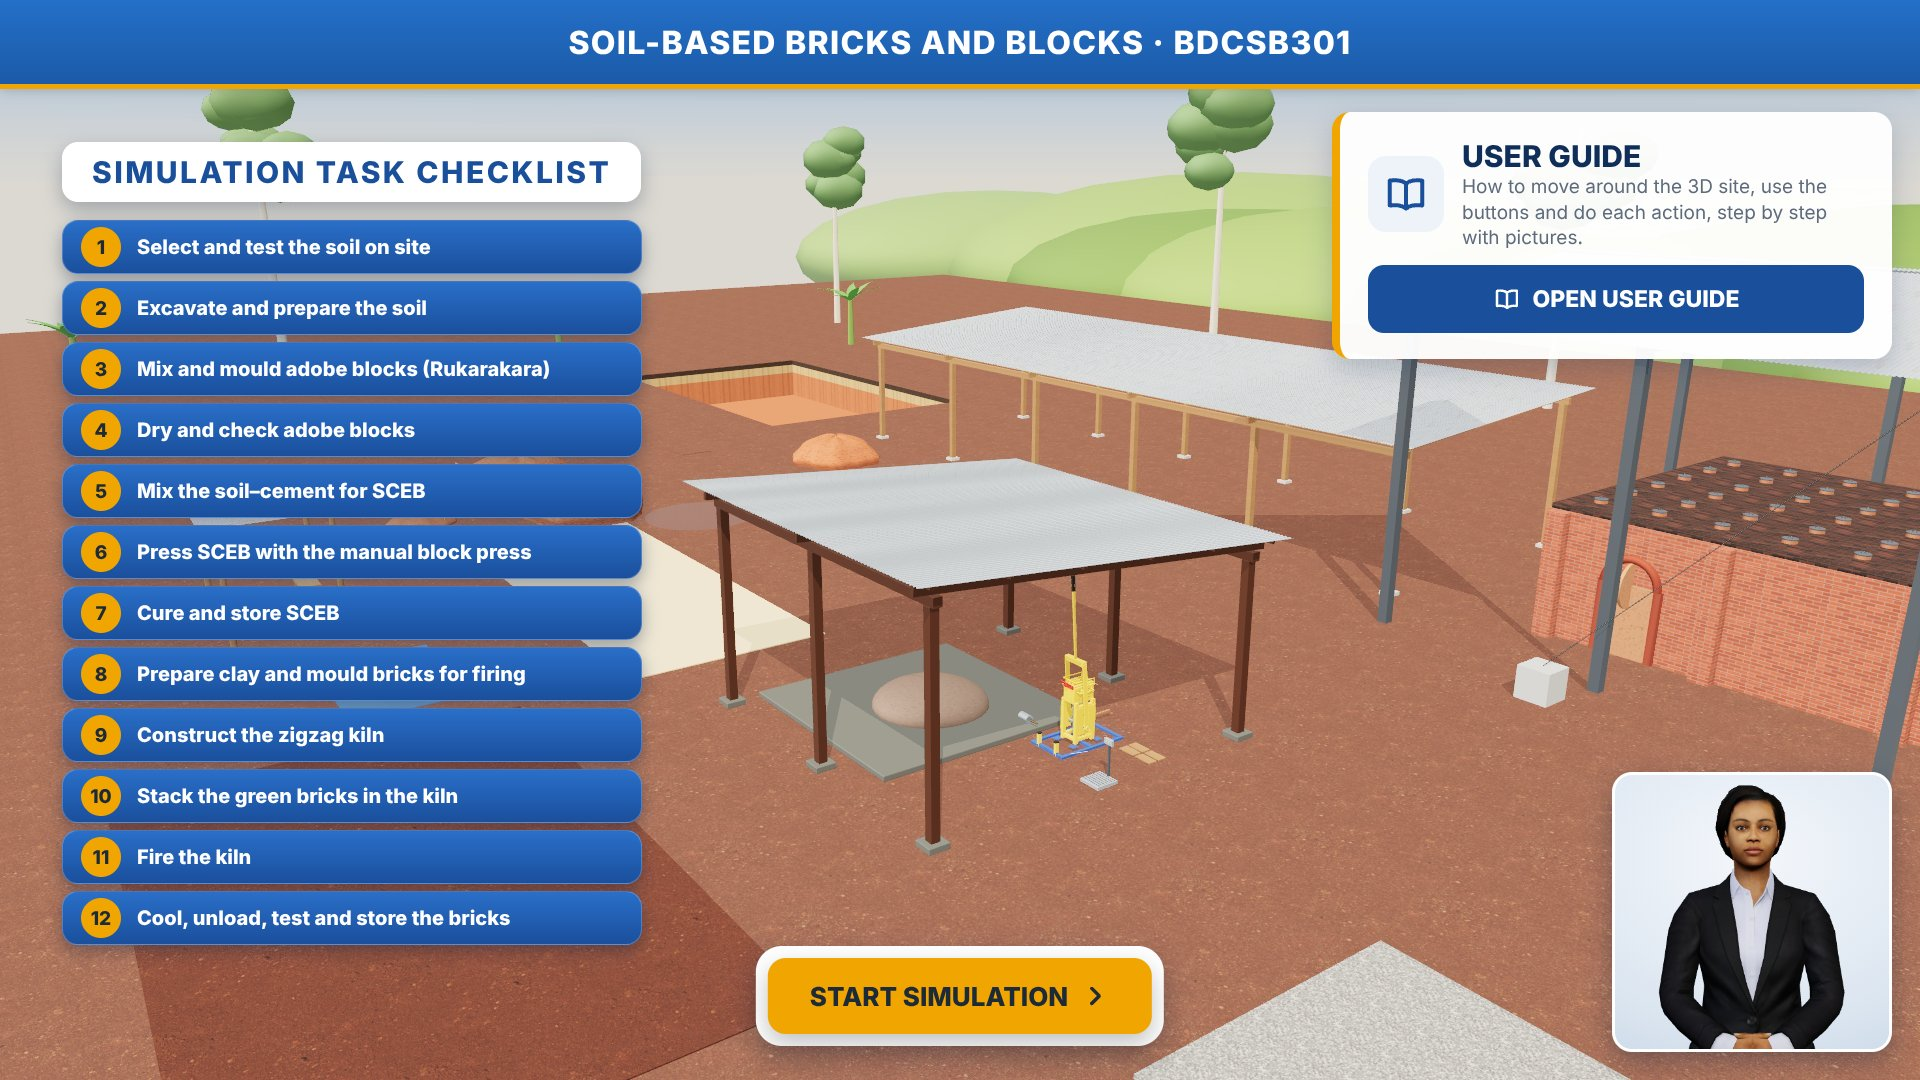 SOIL-BASED BRICKS AND BLOCKS · BDCSB301
SIMULATION TASK CHECKLIST
1 Select and test the soil on site
2 Excavate and prepare the soil
3 Mix and mould adobe blocks (Rukarakara)
4 Dry and check adobe blocks
5 Mix the soil–cement for SCEB
6 Press SCEB with the manual block press
7 Cure and store SCEB
8 Prepare clay and mould bricks for firing
9 Construct the zigzag kiln
10 Stack the green bricks in the kiln
11 Fire the kiln
12 Cool, unload, test and store the bricks
USER GUIDE
How to move around the 3D site, use the
buttons and do each action, step by step
with pictures.
OPEN USER GUIDE
START SIMULATION